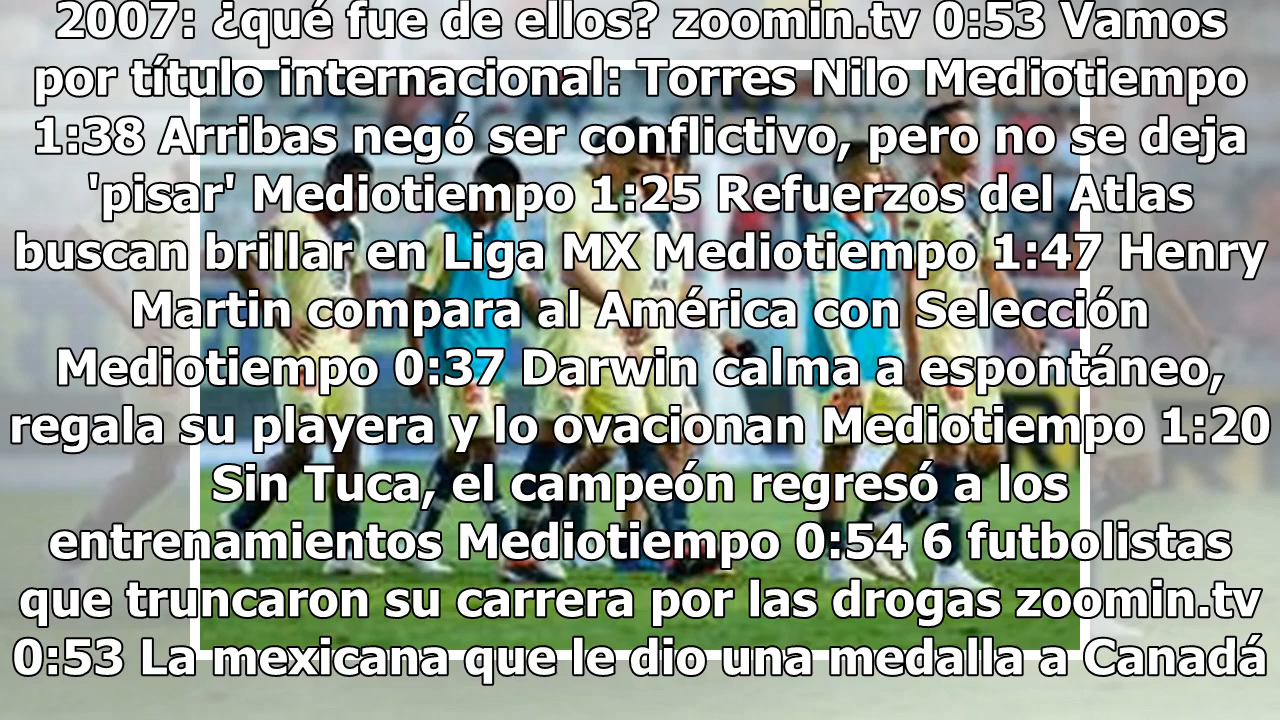 2007: ¿qué fue de ellos? zoomin.tv 0:53 Vamos
por título internacional: Torres Nilo Mediotiempo
1:38 Arribas negó ser conflictivo, pero no se deja
'pisar' Mediotiempo 1:25 Refuerzos del Atlas
buscan brillar en Liga MX Mediotiempo 1:47 Henry
Martin compara al América con Selección
Mediotiempo 0:37 Darwin calma a espontáneo,
regala su playera y lo ovacionan Mediotiempo 1:20
Sin Tuca, el campeón regresó a los
entrenamientos Mediotiempo 0:54 6 futbolistas
que truncaron su carrera por las drogas zoomin.tv
0:53 La mexicana que le dio una medalla a Canadá